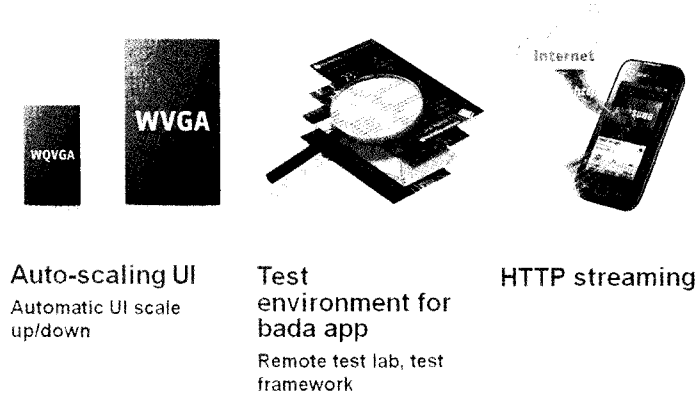 WQVGA
WVGA
Internet
Auto-scaling UI
Automatic UI scale
up/down
Test
environment for
bada app
Remote test lab, test
framework
HTTP streaming